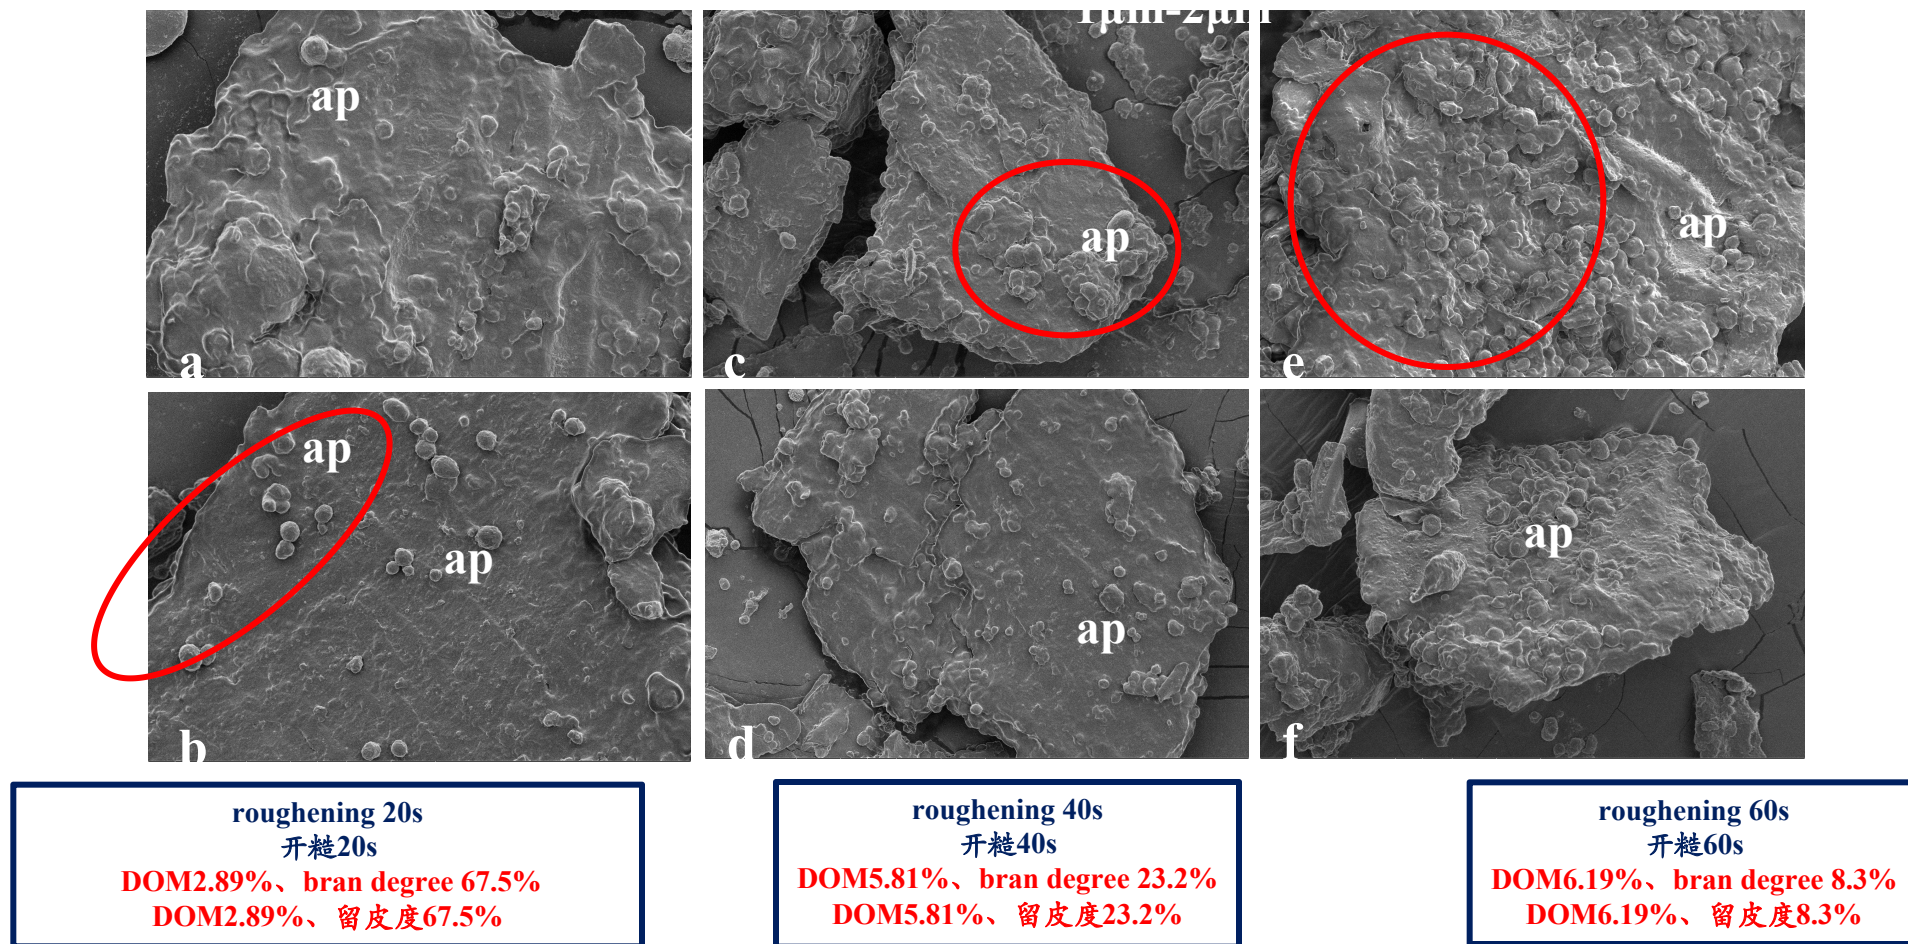 1μm-2μm
ap
ap
ap
a
c
e
ap
ap
ap
ap
b
d
f
roughening 20s
开糙20s
DOM2.89%、bran degree 67.5%
DOM2.89%、留皮度67.5%
roughening 40s
开糙40s
DOM5.81%、bran degree 23.2%
DOM5.81%、留皮度23.2%
roughening 60s
开糙60s
DOM6.19%、bran degree 8.3%
DOM6.19%、留皮度8.3%